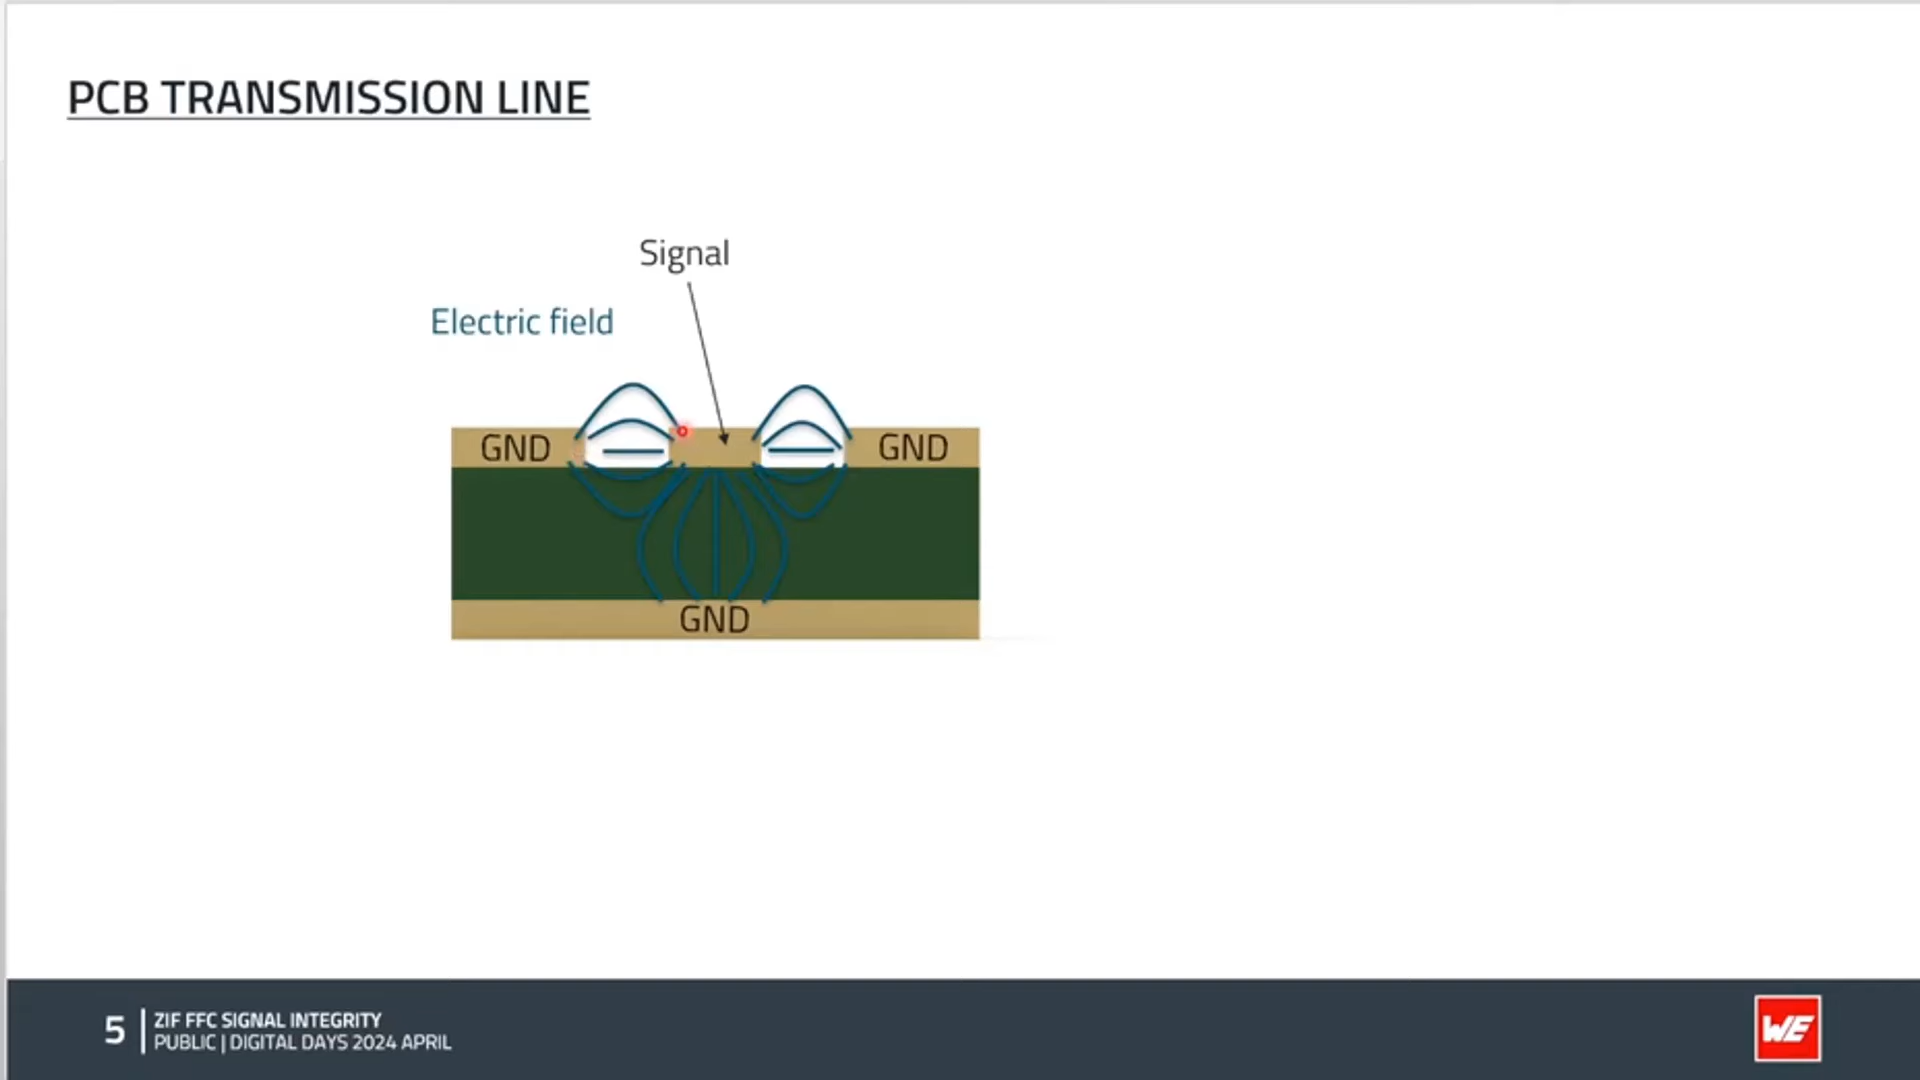 PCB TRANSMISSION LINE
Signal
Electric field
GND
GND
GND
5
ZIF FFC SIGNAL INTEGRITY
PUBLIC | DIGITAL DAYS 2024 APRIL
WE